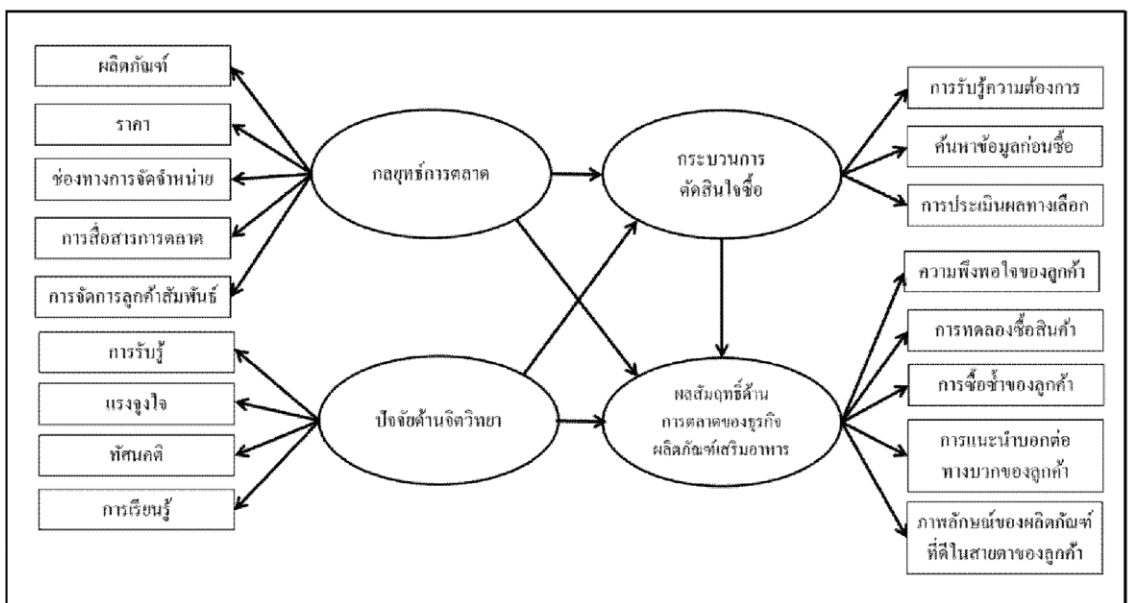 ผลิตภัณฑ์
ราคา
ช่องทางการจัดจำหน่าย
การสื่อสารการตลาด
การจัดการลูกค้าสัมพันธ์
การรับรู้
แรงจูงใจ
ทัศนคติ
การเรียนรู้
กลยุทธ์การตลาด
ปัจจัยด้านจิตวิทยา
กระบวนการ
ตัดสินใจซื้อ
ผลสัมฤทธิ์ด้าน
การตลาดของธุรกิจ
ผลิตภัณฑ์เสริมอาหาร
การรับรู้ความต้องการ
ค้นหาข้อมูลก่อนซื้อ
การประเมินผลทางเลือก
ความพึงพอใจของลูกค้า
การทดลองซื้อสินค้า
การซื้อซ้ำของลูกค้า
การแนะนำบอกต่อ
ทางบวกของลูกค้า
ภาพลักษณ์ของผลิตภัณฑ์
ที่ดีในสายตาของลูกค้า